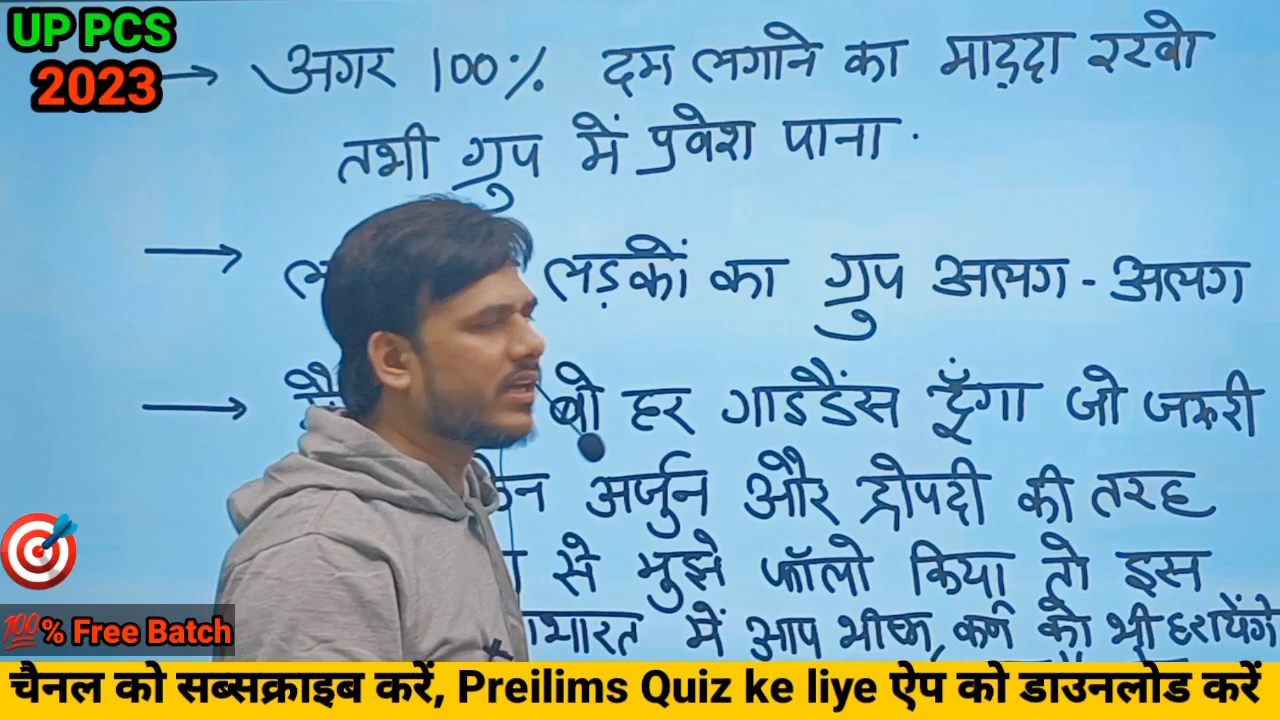 UP PCS
2023
→ अगर 100% दम लगाने का माद्दा रखो
तभी ग्रुप में प्रवेश पाना .
→ लड़कों का ग्रुप अलग - अलग
→ वो हर गाइडैंस दूँगा जो जरूरी
अर्जुन और द्रोपदी की तरह
से मुझे फॉलो किया, तो इस
में आप भीष्म, कर्ण को भी हरायेंगे
💯% Free Batch
चैनल को सब्सक्राइब करें, Preilims Quiz ke liye ऐप को डाउनलोड करें